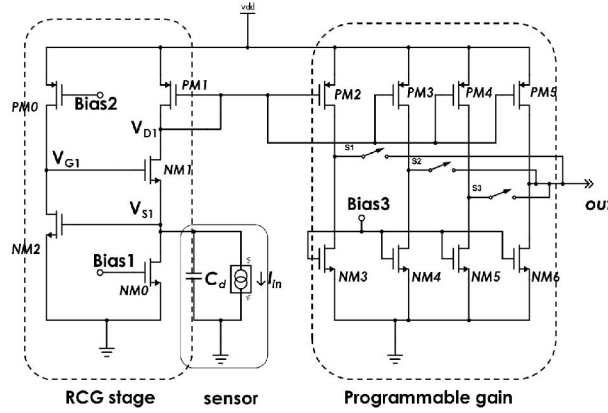 vdd
PM0
Bias2
PM1
PM2
PM3
PM4
PM5
VD1
VG1
NM1
S1
S2
S3
OUT
VS1
Bias3
NM2
Bias1
NM0
Cd
Iin
NM3
NM4
NM5
NM6
RCG stage
sensor
Programmable gain